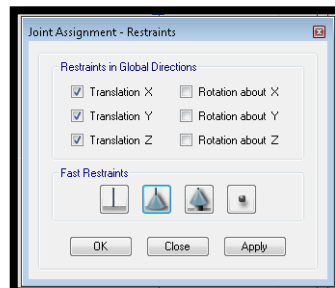 Joint Assignment - Restraints
Restraints in Global Directions
Translation X Rotation about X
Translation Y Rotation about Y
Translation Z Rotation about Z
Fast Restraints
OK Close Apply